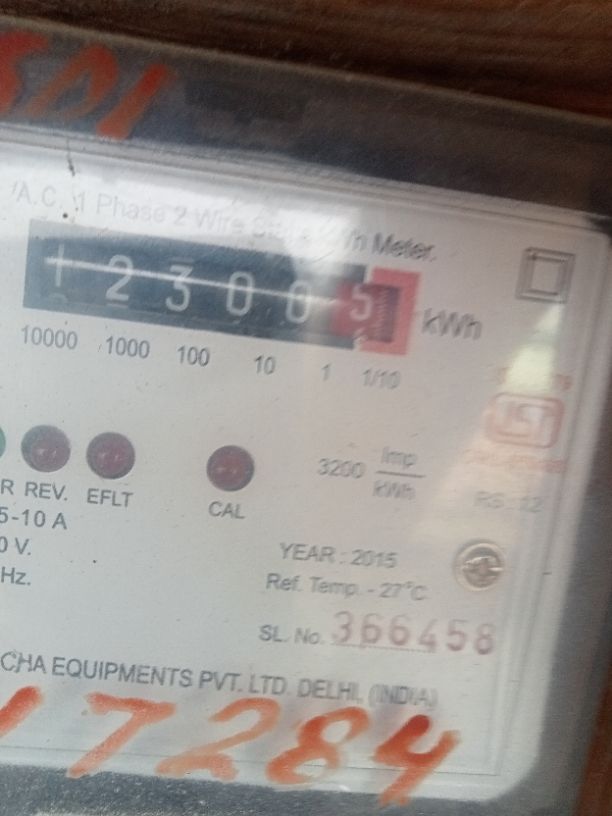 A.C. 1 Phase 2 Wire Static kWh Meter.
1 2 3 0 0 5 kWh
10000 1000 100 10 1 1/10
3200 Imp
kWh
R REV. EFLT CAL
5-10 A
0 V.
YEAR : 2015
Hz.
Ref. Temp. - 27°C
SL. No. 366458
CHA EQUIPMENTS PVT. LTD. DELHI, (INDIA)
17284